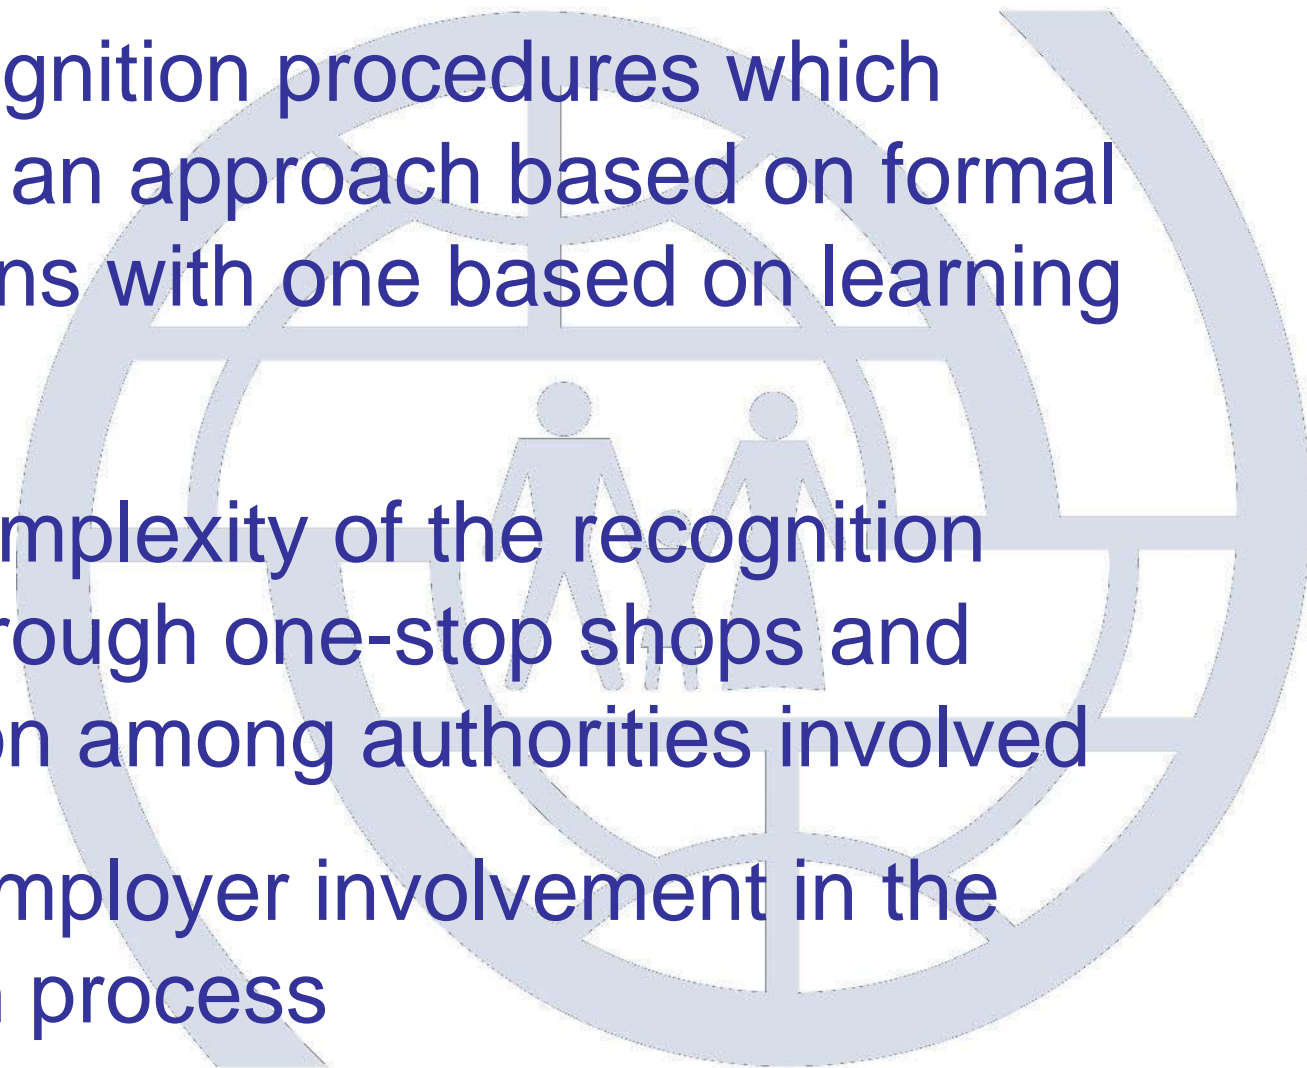 gnition procedures which
an approach based on formal
ns with one based on learning
mplexity of the recognition
rough one-stop shops and
on among authorities involved
mployer involvement in the
process